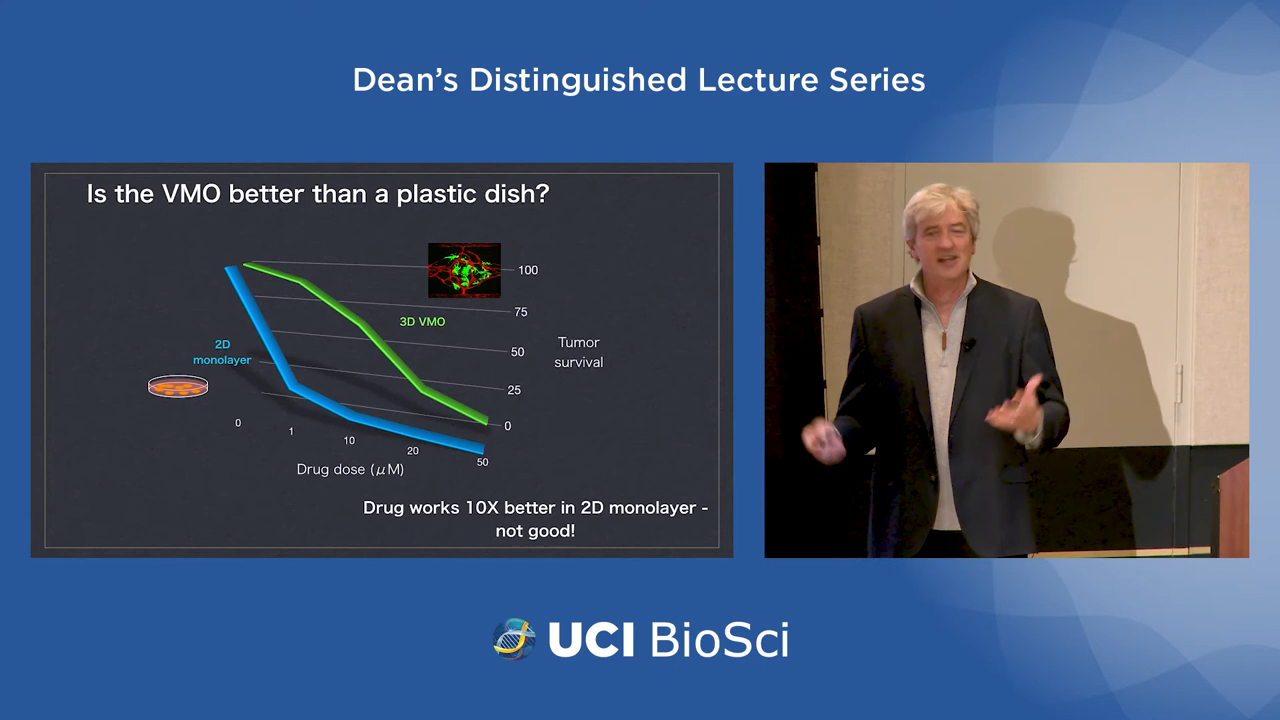 Dean's Distinguished Lecture Series
Is the VMO better than a plastic dish?
100
75
3D VMO
50
Tumor
survival
2D
monolayer
25
0
0
1
10
20
50
Drug dose (μM)
Drug works 10X better in 2D monolayer -
not good!
UCI BioSci